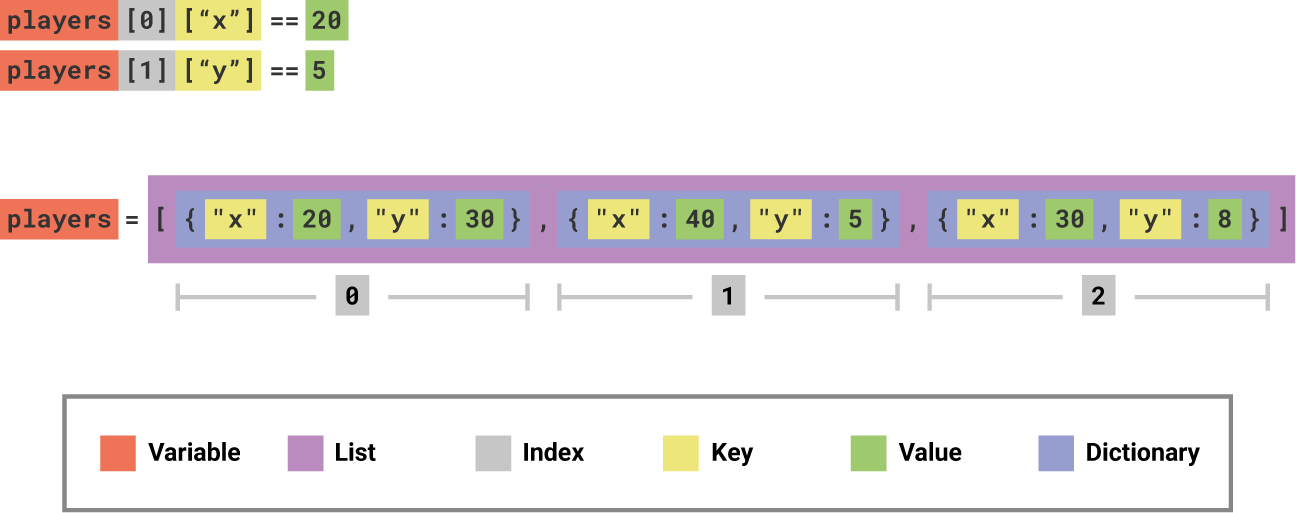 players[0][“x”] == 20
players[1][“y”] == 5
players = [ { "x" : 20 , "y" : 30 } , { "x" : 40 , "y" : 5 } , { "x" : 30 , "y" : 8 } ]
0 1 2
Variable List Index Key Value Dictionary